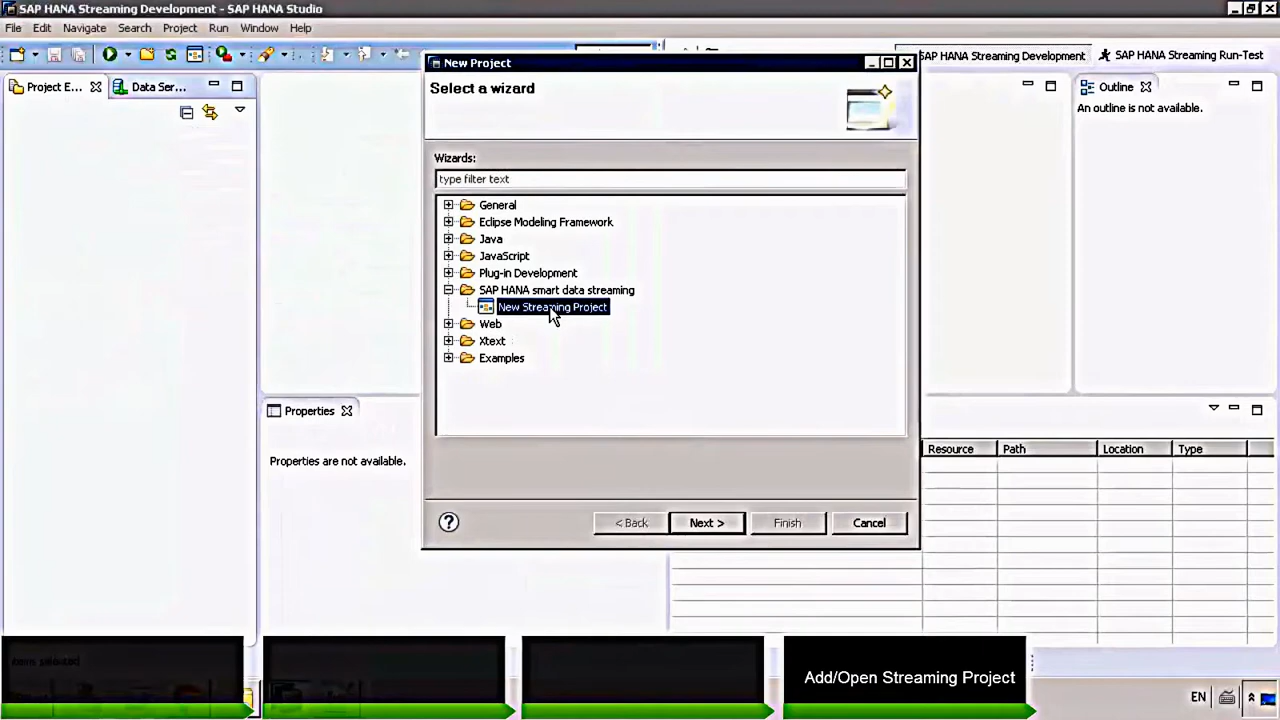 SAP HANA Streaming Development - SAP HANA Studio
File Edit Navigate Search Project Run Window Help
SAP HANA Streaming Development SAP HANA Streaming Run-Test
Project E... Data Ser...
Outline
An outline is not available.
New Project
Select a wizard
Wizards:
type filter text
General
Eclipse Modeling Framework
Java
JavaScript
Plug-in Development
SAP HANA smart data streaming
New Streaming Project
Web
Xtext
Examples
< Back Next > Finish Cancel
Properties
Properties are not available.
Resource Path Location Type
items selected
Add/Open Streaming Project
EN